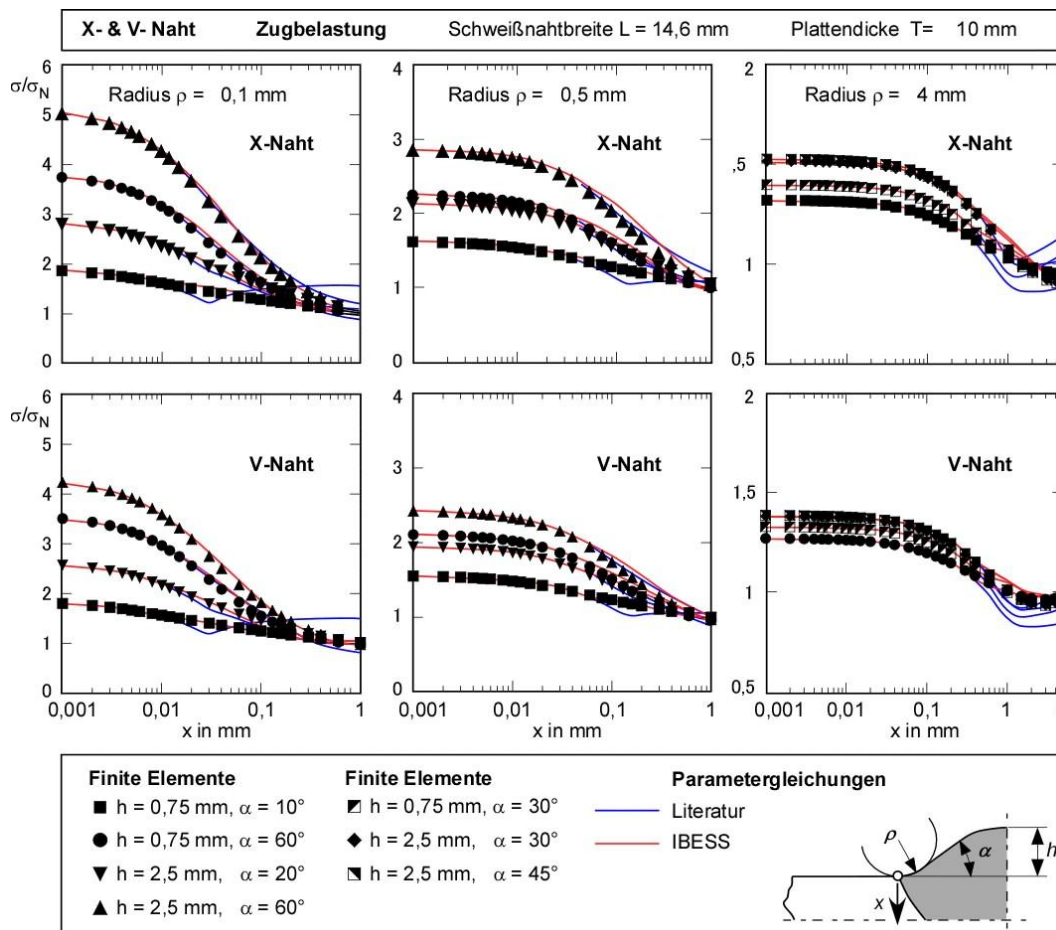 X- & V- Naht Zugbelastung Schweißnahtbreite L = 14,6 mm Plattendicke T= 10 mm
σ/σN
Radius ρ = 0,1 mm
X-Naht
6
5
4
3
2
1
0
Radius ρ = 0,5 mm
X-Naht
4
3
2
1
0
Radius ρ = 4 mm
X-Naht
2
,5
1
0,5
σ/σN
V-Naht
6
5
4
3
2
1
0
0,001 0,01 0,1 1
x in mm
V-Naht
4
3
2
1
0
0,001 0,01 0,1 1
x in mm
V-Naht
2
1,5
1
0,5
0,001 0,01 0,1 1
x in mm
Finite Elemente
h = 0,75 mm, α = 10°
h = 0,75 mm, α = 60°
h = 2,5 mm, α = 20°
h = 2,5 mm, α = 60°
Finite Elemente
h = 0,75 mm, α = 30°
h = 2,5 mm, α = 30°
h = 2,5 mm, α = 45°
Parametergleichungen
Literatur
IBESS
ρ
α
h
x